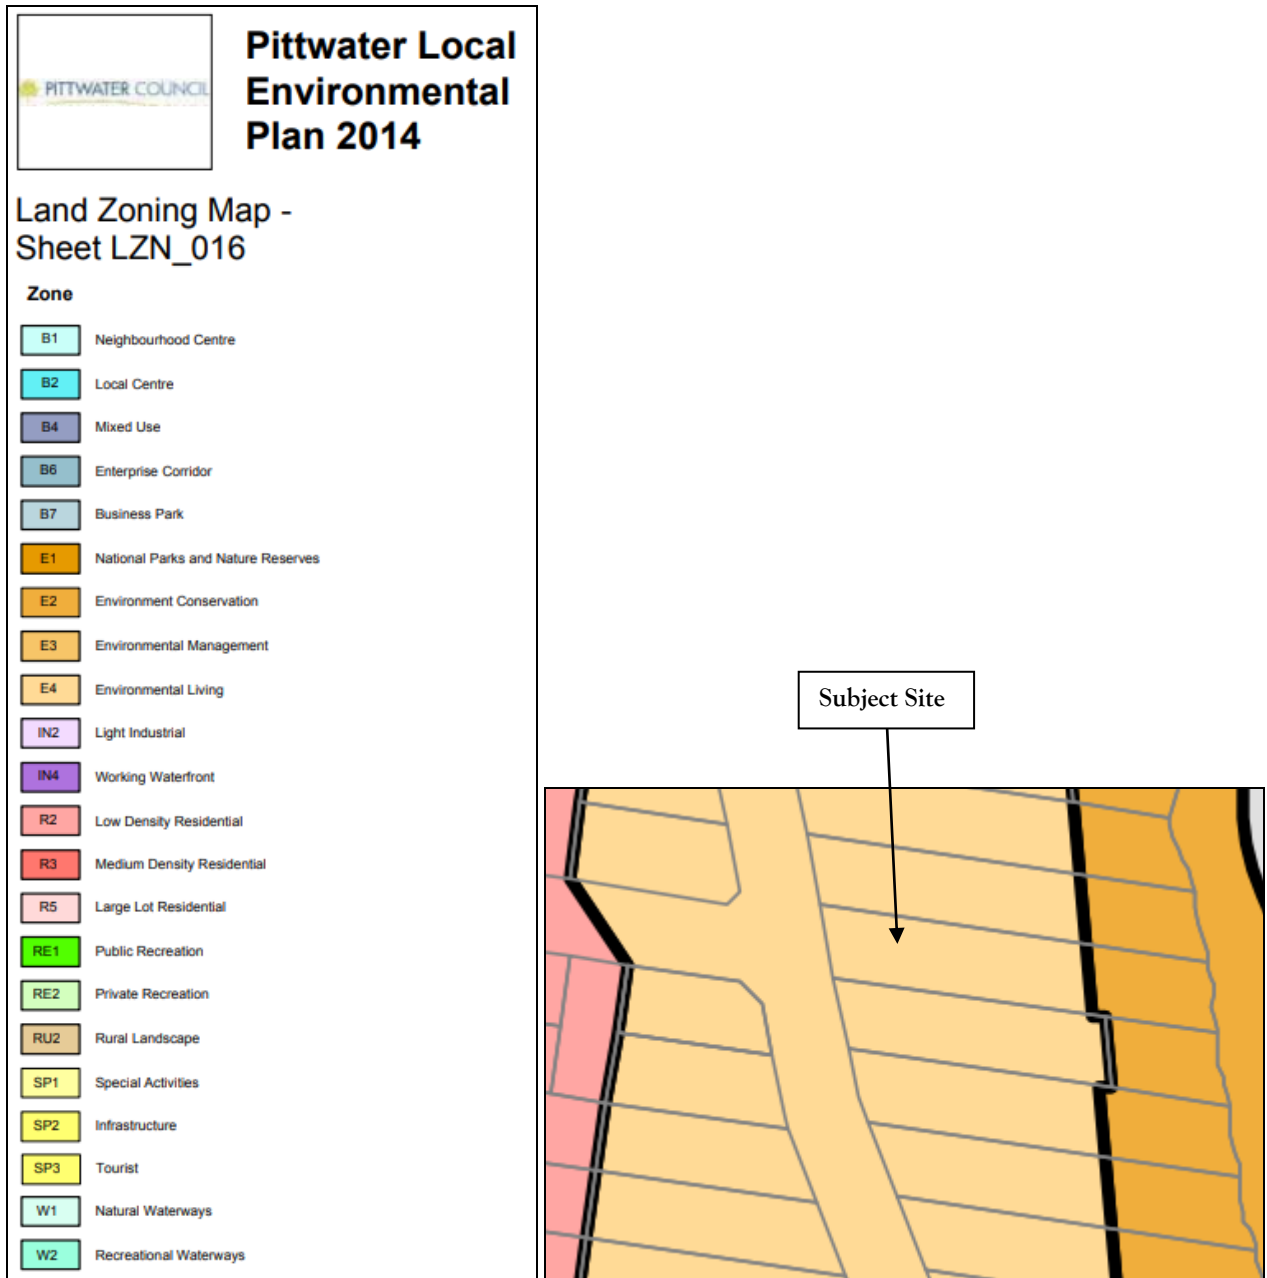 PITTWATER COUNCIL
Pittwater Local
Environmental
Plan 2014
Land Zoning Map -
Sheet LZN_016
Zone
B1 Neighbourhood Centre
B2 Local Centre
B4 Mixed Use
B6 Enterprise Corridor
B7 Business Park
E1 National Parks and Nature Reserves
E2 Environment Conservation
E3 Environmental Management
E4 Environmental Living
IN2 Light Industrial
IN4 Working Waterfront
R2 Low Density Residential
R3 Medium Density Residential
R5 Large Lot Residential
RE1 Public Recreation
RE2 Private Recreation
RU2 Rural Landscape
SP1 Special Activities
SP2 Infrastructure
SP3 Tourist
W1 Natural Waterways
W2 Recreational Waterways
Subject Site